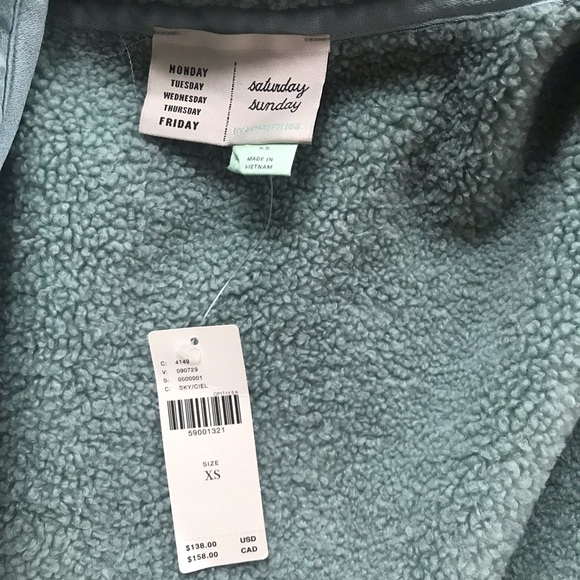 MONDAY
TUESDAY
WEDNESDAY
THURSDAY
FRIDAY
saturday
sunday
XS
MADE IN
VIETNAM
C: 4149
V: 090729
S: 0000001
C: SKY/CIEL
59001321
SIZE
XS
$138.00 USD
$158.00 CAD